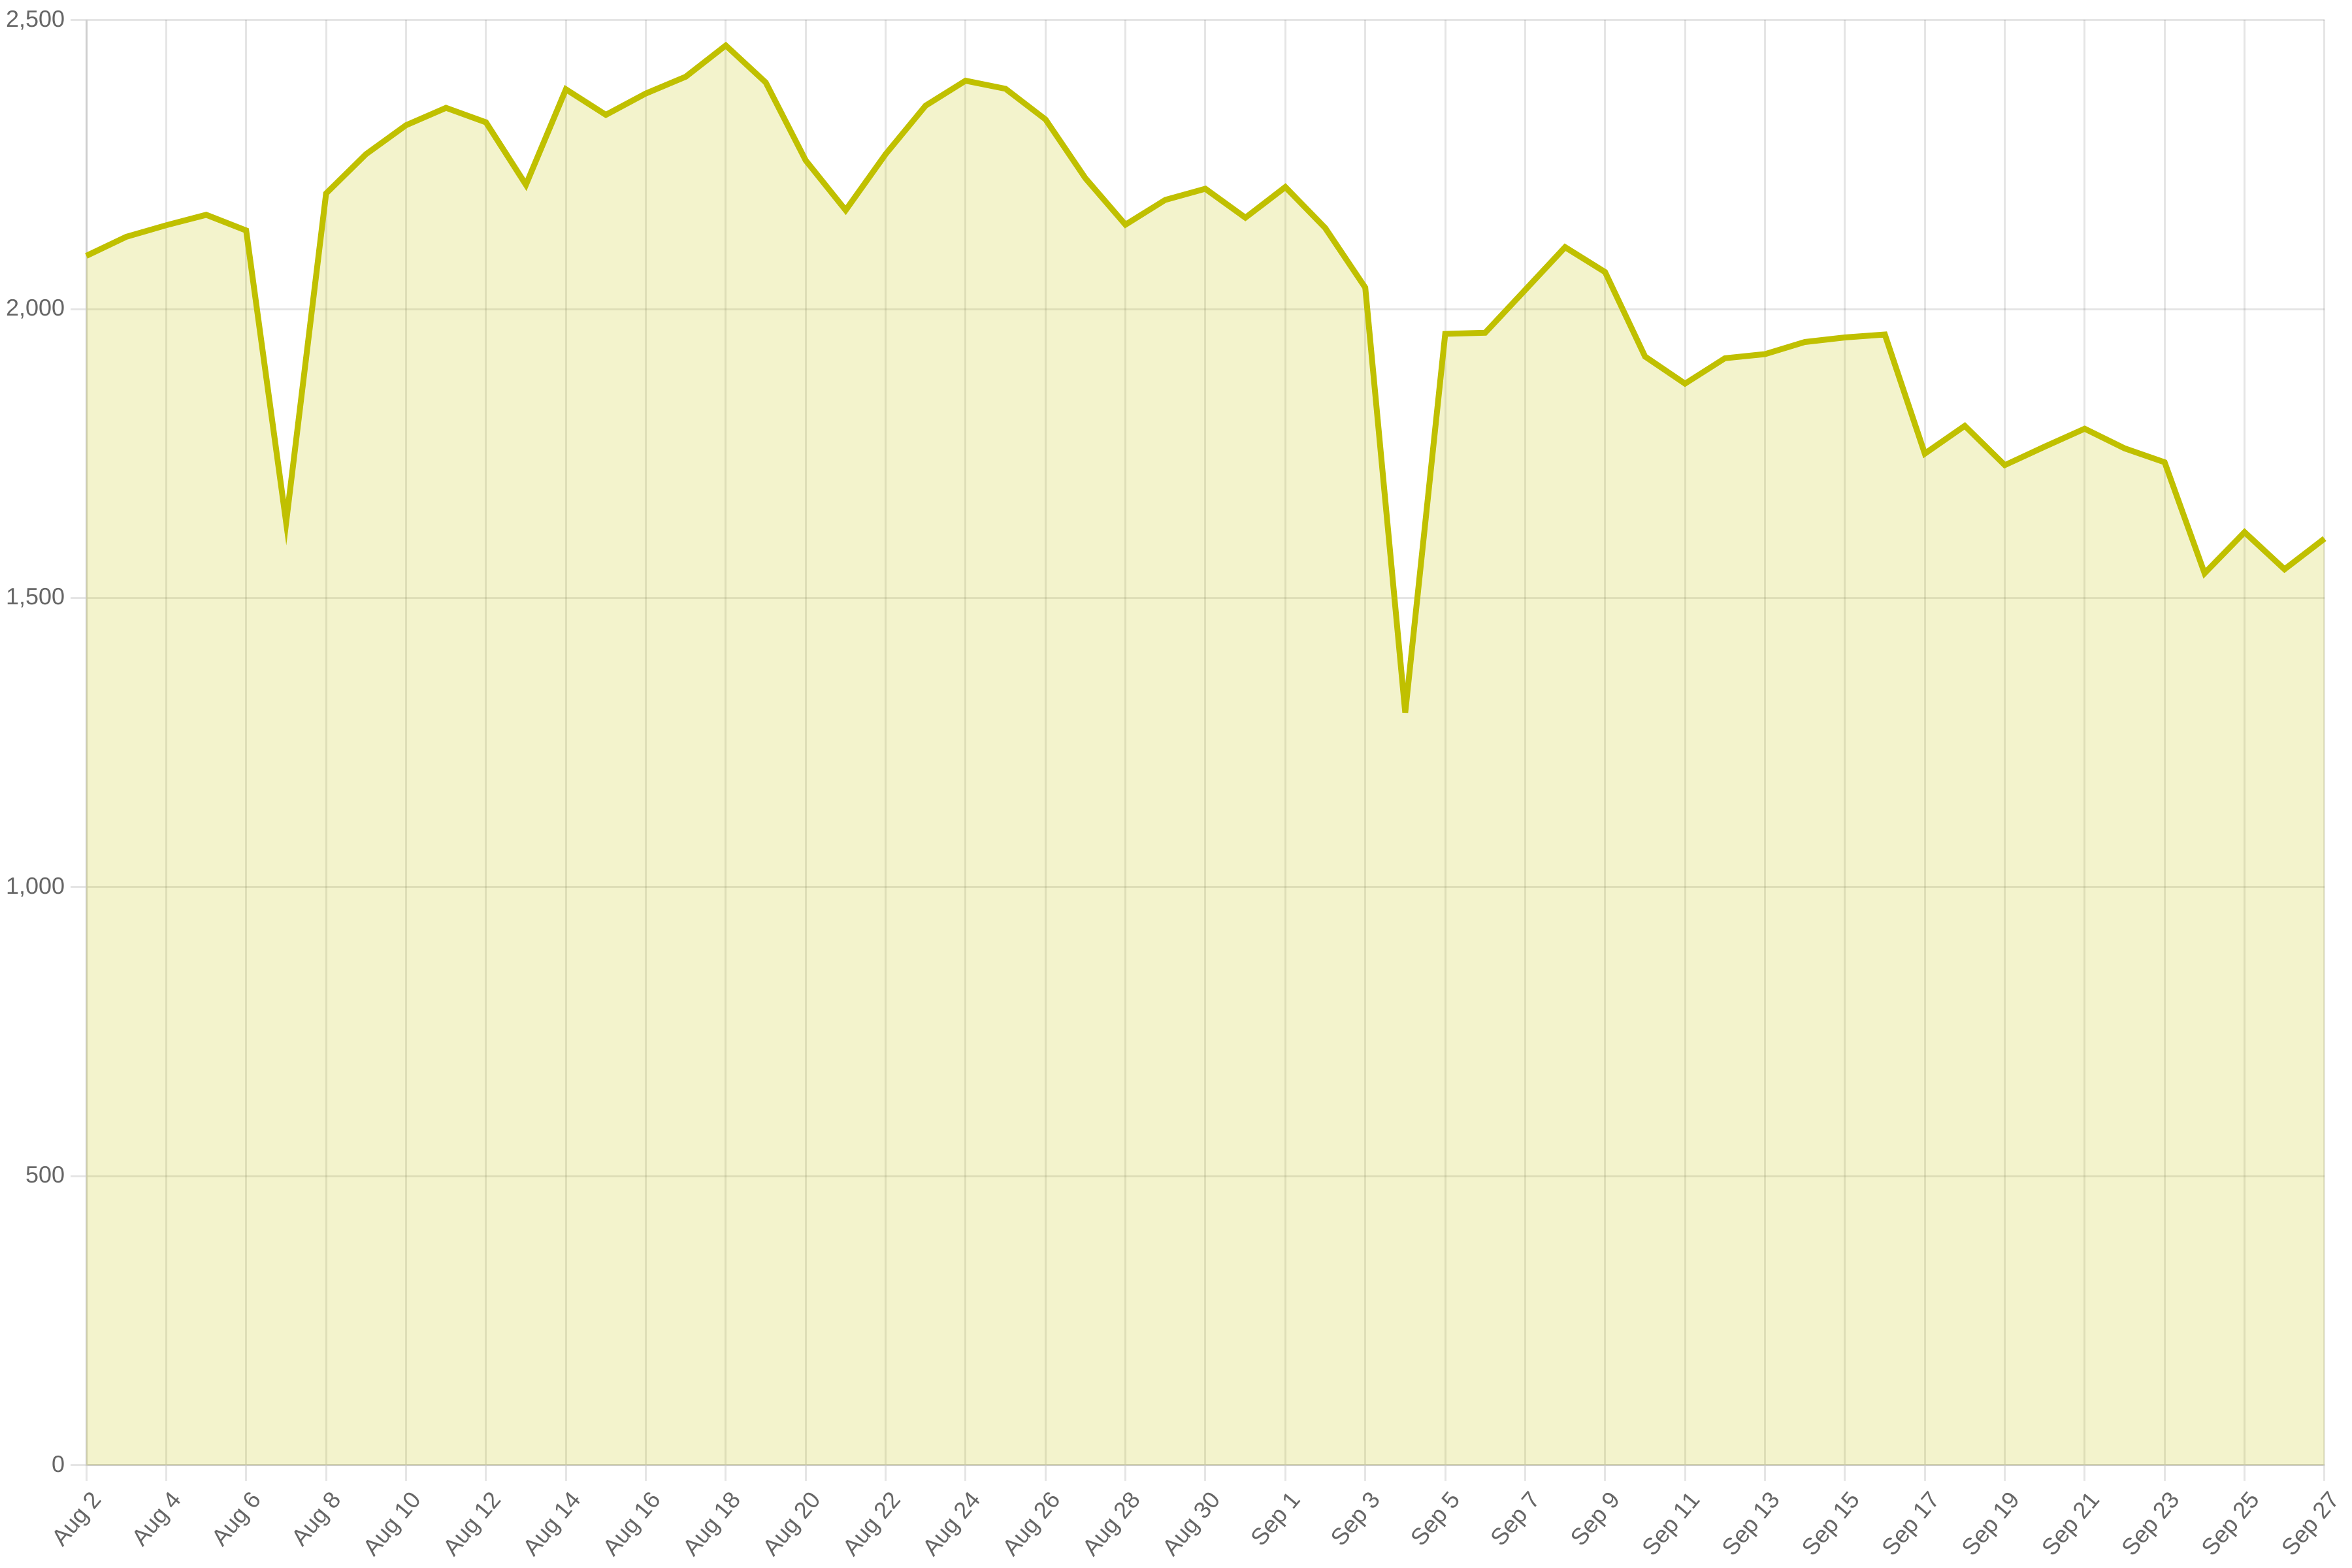 2,500
2,000
1,500
1,000
500
0
Aug 2
Aug 4
Aug 6
Aug 8
Aug 10
Aug 12
Aug 14
Aug 16
Aug 18
Aug 20
Aug 22
Aug 24
Aug 26
Aug 28
Aug 30
Sep 1
Sep 3
Sep 5
Sep 7
Sep 9
Sep 11
Sep 13
Sep 15
Sep 17
Sep 19
Sep 21
Sep 23
Sep 25
Sep 27